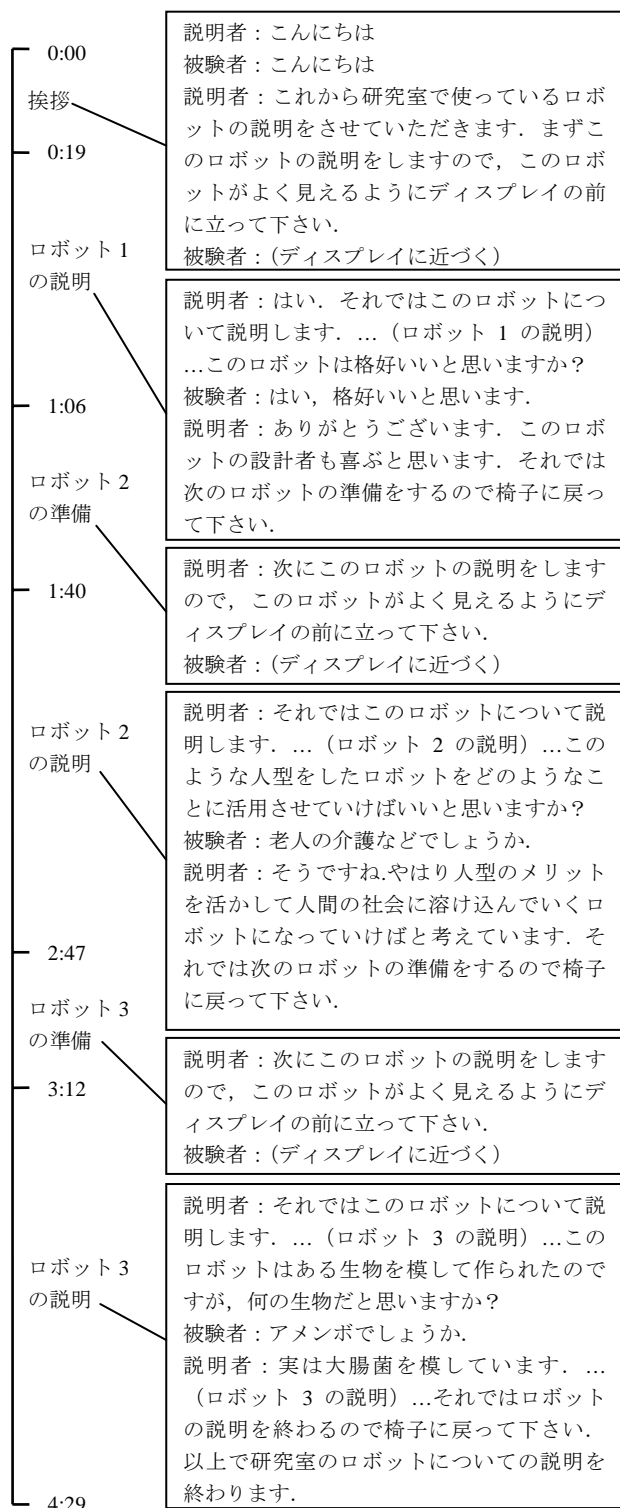 0:00
挨拶
0:19
説明者：こんにちは
被験者：こんにちは
説明者：これから研究室で使っているロボ
ットの説明をさせていただきます．まずこ
のロボットの説明をしますので，このロボ
ットがよく見えるようにディスプレイの前
に立って下さい．
被験者：(ディスプレイに近づく）
ロボット1
の説明
1:06
説明者：はい．それではこのロボットにつ
いて説明します．…（ロボット 1 の説明）
…このロボットは格好いいと思いますか？
被験者：はい，格好いいと思います．
説明者：ありがとうございます．このロボ
ットの設計者も喜ぶと思います．それでは
次のロボットの準備をするので椅子に戻っ
て下さい．
ロボット2
の準備
1:40
説明者：次にこのロボットの説明をします
ので，このロボットがよく見えるようにデ
ィスプレイの前に立って下さい．
被験者：(ディスプレイに近づく）
ロボット2
の説明
2:47
説明者：それではこのロボットについて説
明します．…（ロボット 2 の説明）…この
ような人型をしたロボットをどのようなこ
とに活用させていけばいいと思いますか？
被験者：老人の介護などでしょうか．
説明者：そうですね.やはり人型のメリット
を活かして人間の社会に溶け込んでいくロ
ボットになっていけばと考えています．そ
れでは次のロボットの準備をするので椅子
に戻って下さい．
ロボット3
の準備
3:12
説明者：次にこのロボットの説明をします
ので，このロボットがよく見えるようにデ
ィスプレイの前に立って下さい．
被験者：(ディスプレイに近づく）
ロボット3
の説明
4:29
説明者：それではこのロボットについて説
明します．…（ロボット 3 の説明）…この
ロボットはある生物を模して作られたので
すが，何の生物だと思いますか？
被験者：アメンボでしょうか．
説明者：実は大腸菌を模しています．…
（ロボット 3 の説明）…それではロボット
の説明を終わるので椅子に戻って下さい．
以上で研究室のロボットについての説明を
終わります．